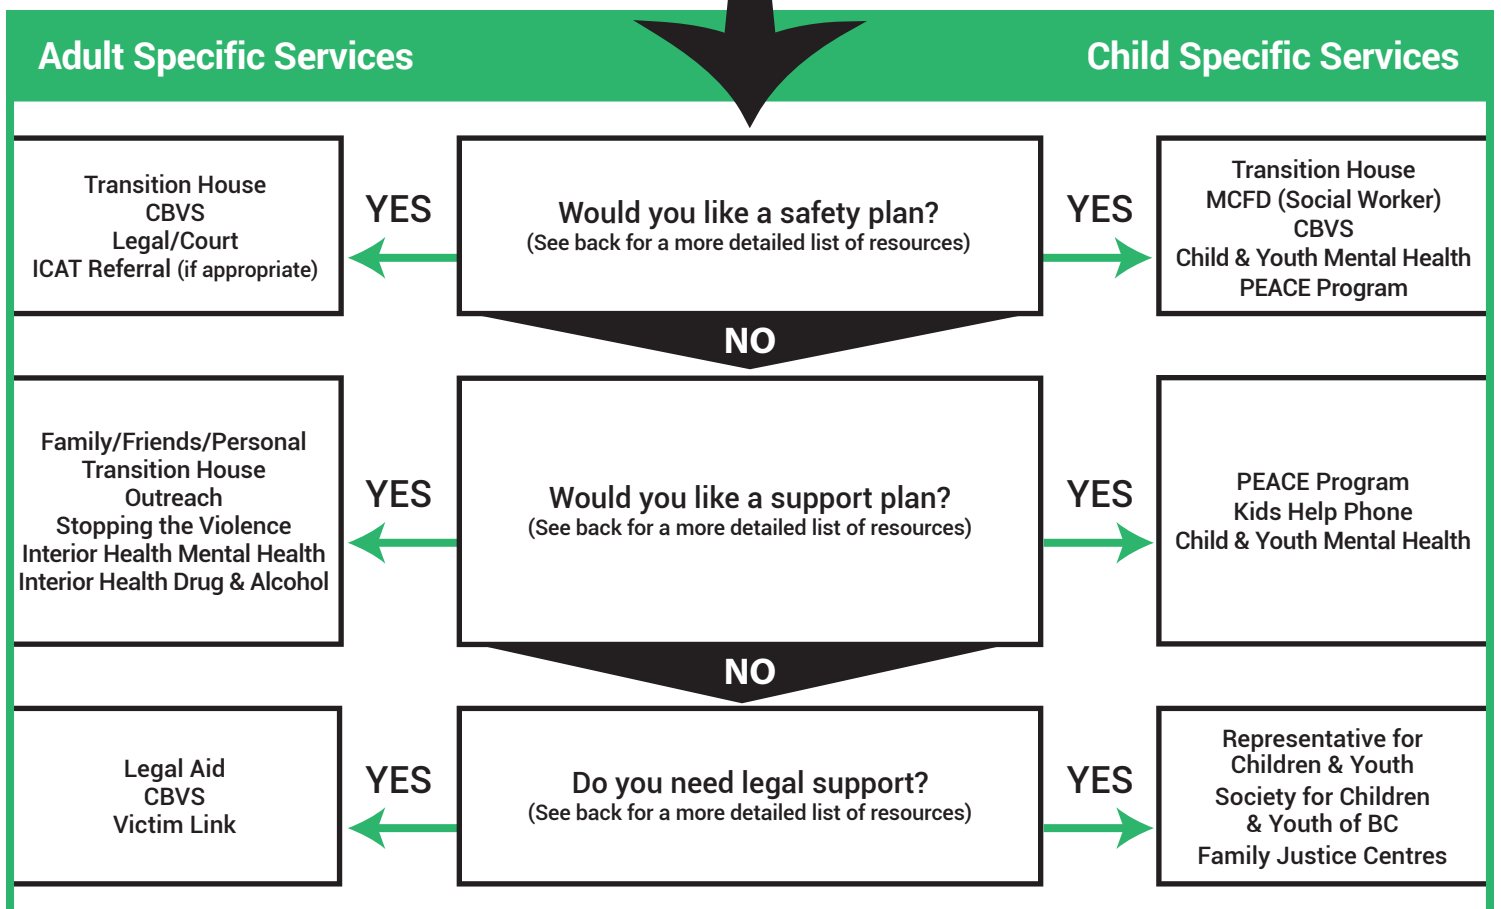 Adult Specific Services
Child Specific Services
Transition House
CBVS
Legal/Court
ICAT Referral (if appropriate)
YES
Would you like a safety plan?
(See back for a more detailed list of resources)
YES
Transition House
MCFD (Social Worker)
CBVS
Child & Youth Mental Health
PEACE Program
NO
Family/Friends/Personal
Transition House
Outreach
Stopping the Violence
Interior Health Mental Health
Interior Health Drug & Alcohol
YES
Would you like a support plan?
(See back for a more detailed list of resources)
YES
PEACE Program
Kids Help Phone
Child & Youth Mental Health
NO
Legal Aid
CBVS
Victim Link
YES
Do you need legal support?
(See back for a more detailed list of resources)
YES
Representative for
Children & Youth
Society for Children
& Youth of BC
Family Justice Centres